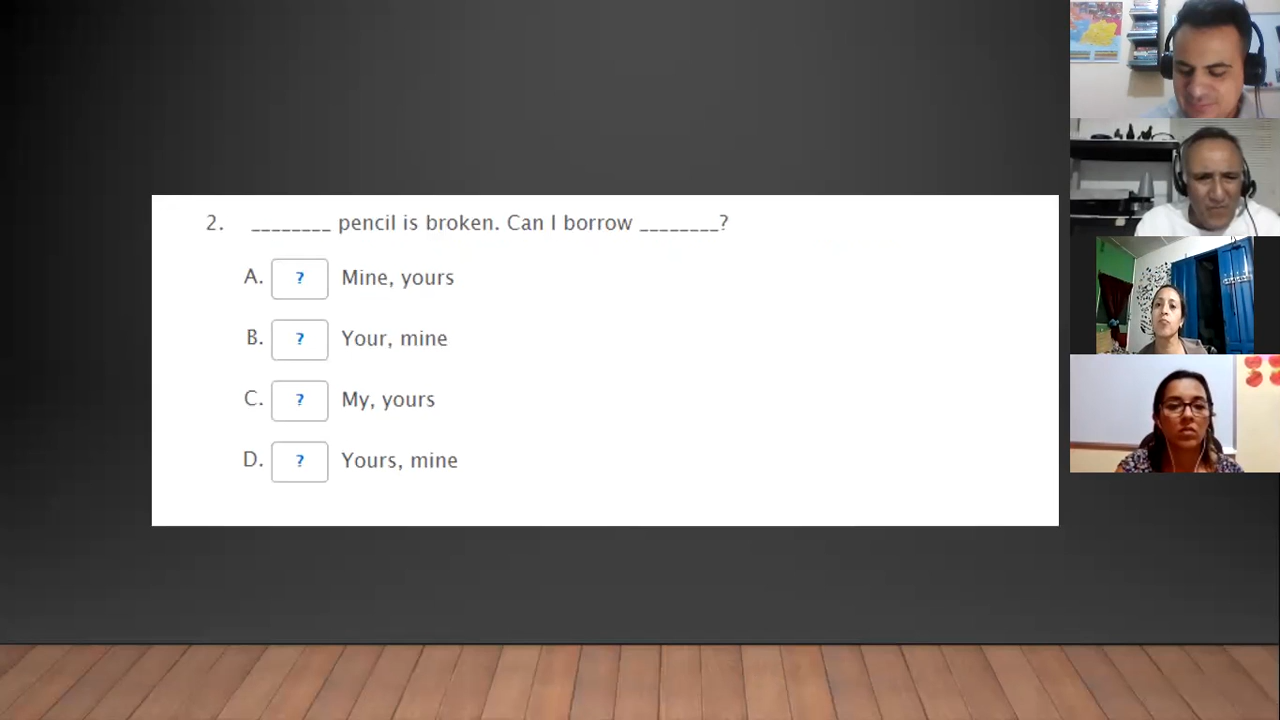 2. ________ pencil is broken. Can I borrow ________?
A. ? Mine, yours
B. ? Your, mine
C. ? My, yours
D. ? Yours, mine